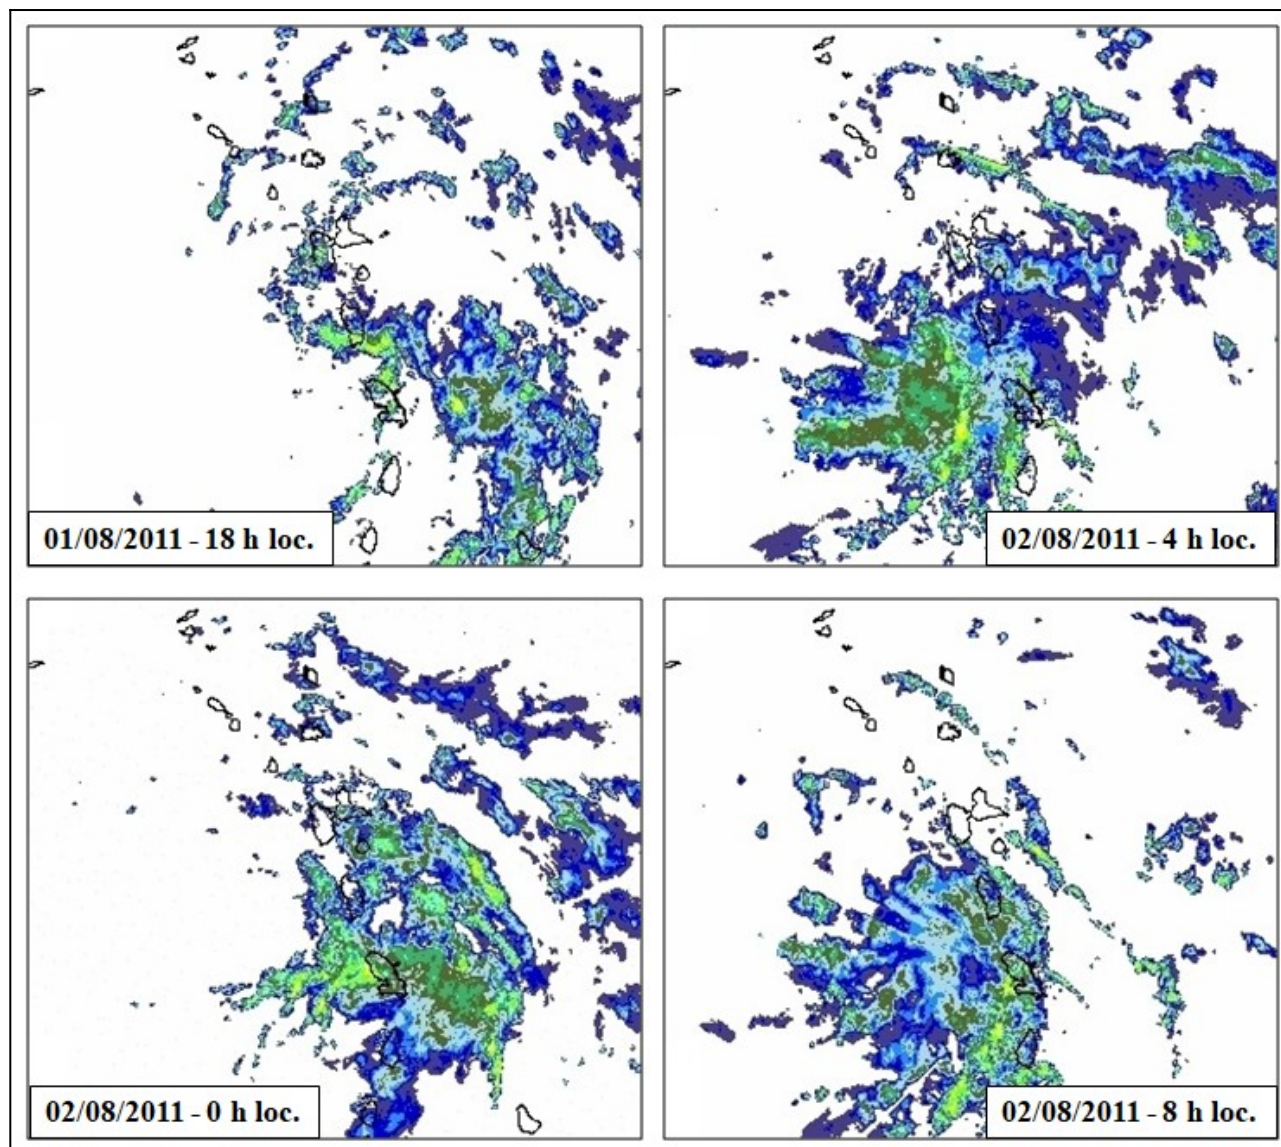 01/08/2011 - 18 h loc.
02/08/2011 - 4 h loc.
02/08/2011 - 0 h loc.
02/08/2011 - 8 h loc.